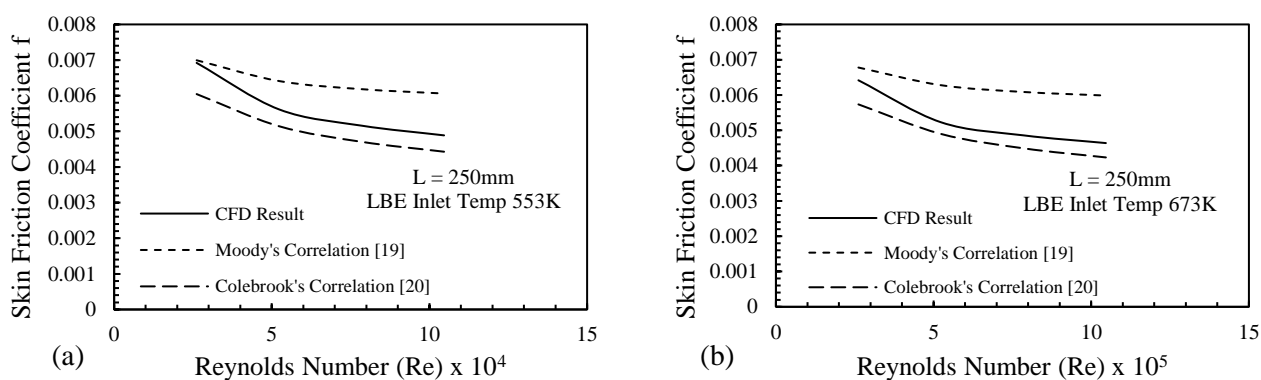 Skin Friction Coefficient f
0.008
0.007
0.006
0.005
0.004
0.003
0.002
0.001
0
L = 250mm
LBE Inlet Temp 553K
CFD Result
Moody's Correlation [19]
Colebrook's Correlation [20]
0
5
10
15
(a)
Reynolds Number (Re) x 10⁴
Skin Friction Coefficient f
0.008
0.007
0.006
0.005
0.004
0.003
0.002
0.001
0
L = 250mm
LBE Inlet Temp 673K
CFD Result
Moody's Correlation [19]
Colebrook's Correlation [20]
0
5
10
15
(b)
Reynolds Number (Re) x 10⁵